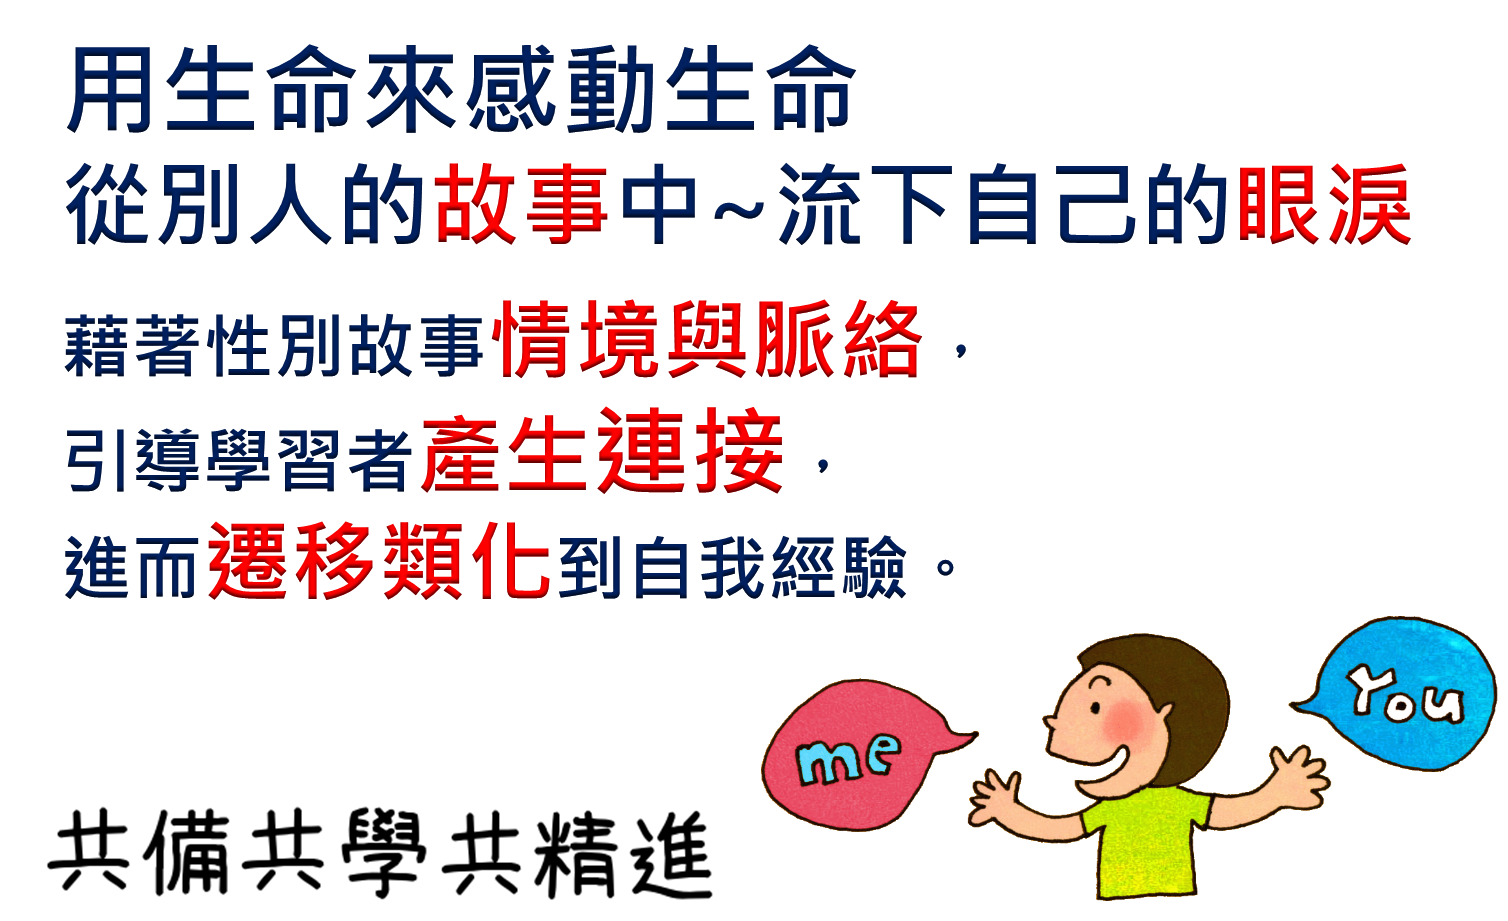 用生命來感動生命
從別人的故事中~流下自己的眼淚
藉著性別故事情境與脈絡，
引導學習者產生連接，
進而遷移類化到自我經驗。
me
You
共備共學共精進